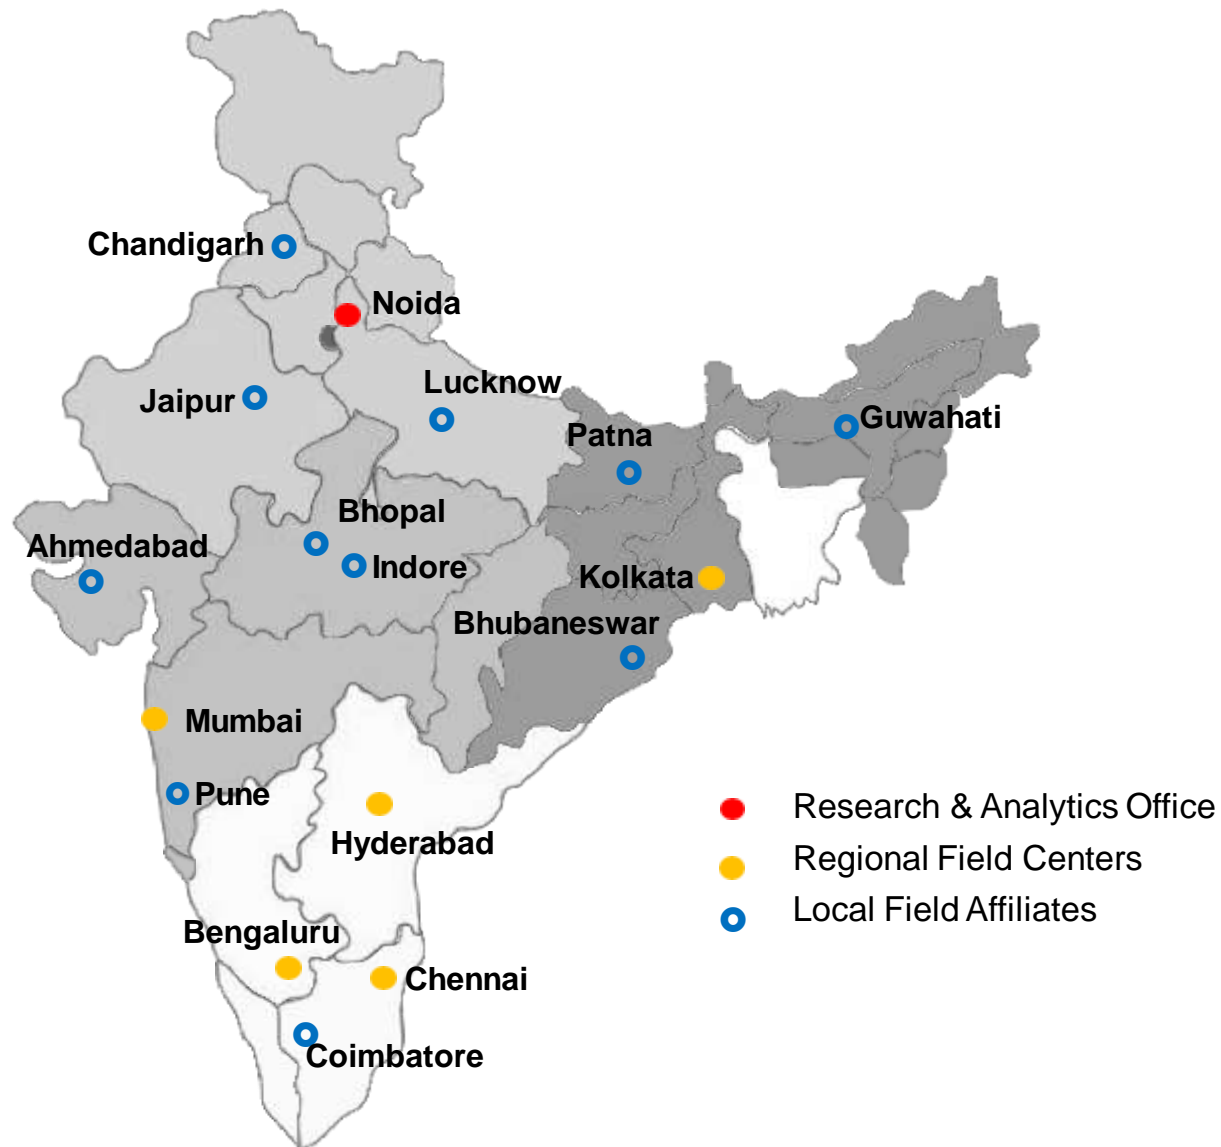 Chandigarh
Noida
Lucknow
Jaipur
Guwahati
Patna
Bhopal
Ahmedabad
Indore
Kolkata
Bhubaneswar
Mumbai
Pune
Hyderabad
Research & Analytics Office
Regional Field Centers
Local Field Affiliates
Bengaluru
Chennai
Coimbatore